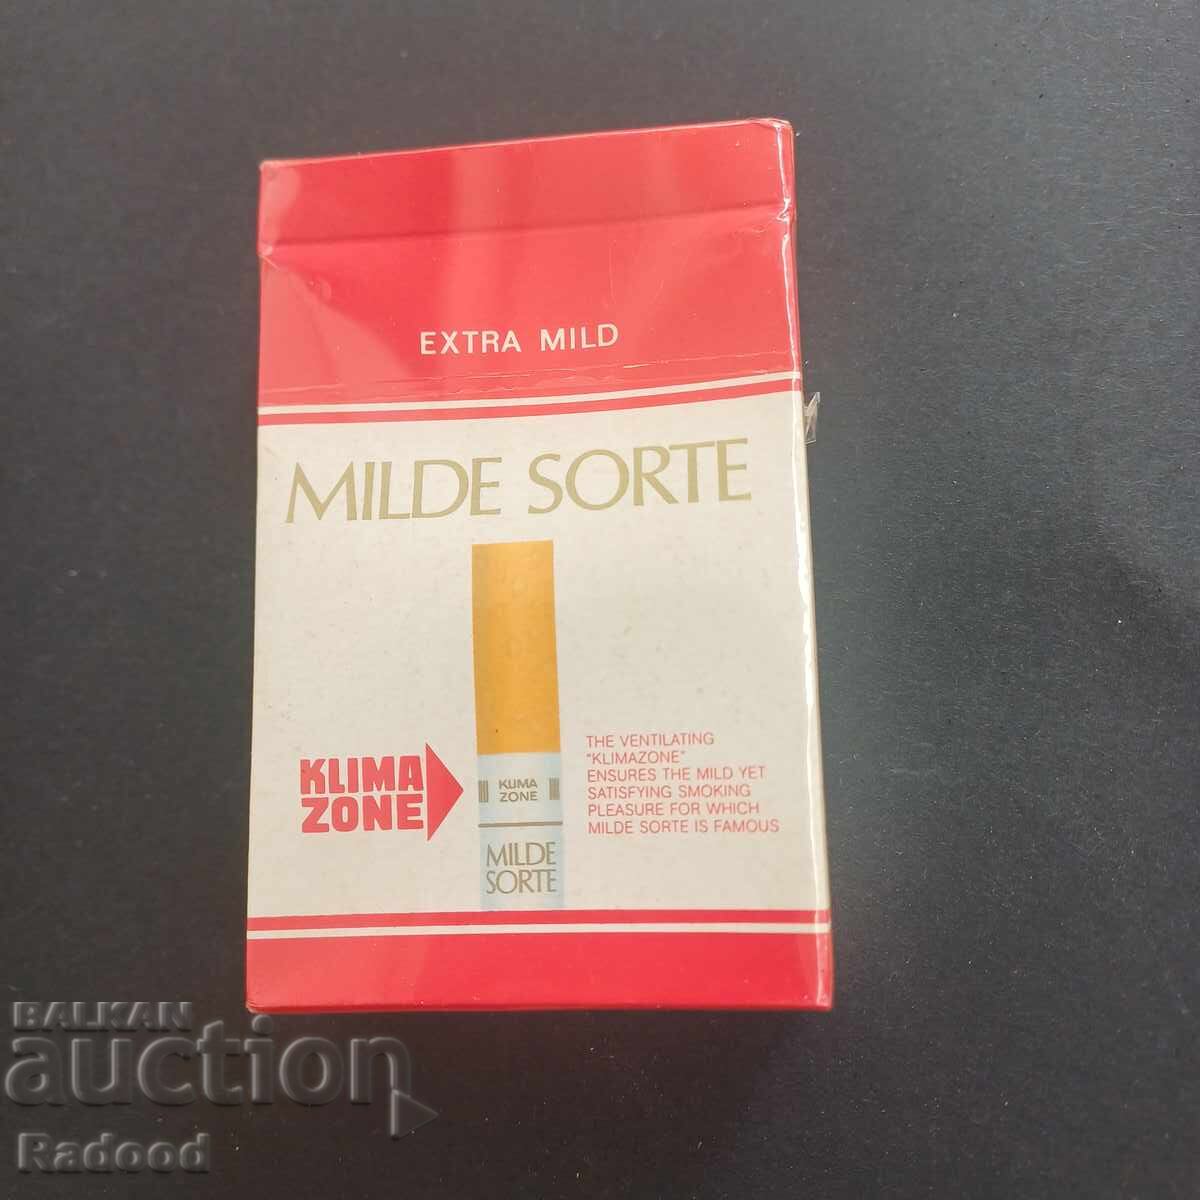 EXTRA MILD
MILDE SORTE
KLIMA
ZONE
KLIMA
ZONE
MILDE
SORTE
THE VENTILATING
"KLIMAZONE"
ENSURES THE MILD YET
SATISFYING SMOKING
PLEASURE FOR WHICH
MILDE SORTE IS FAMOUS
BALKAN
auction
Radood